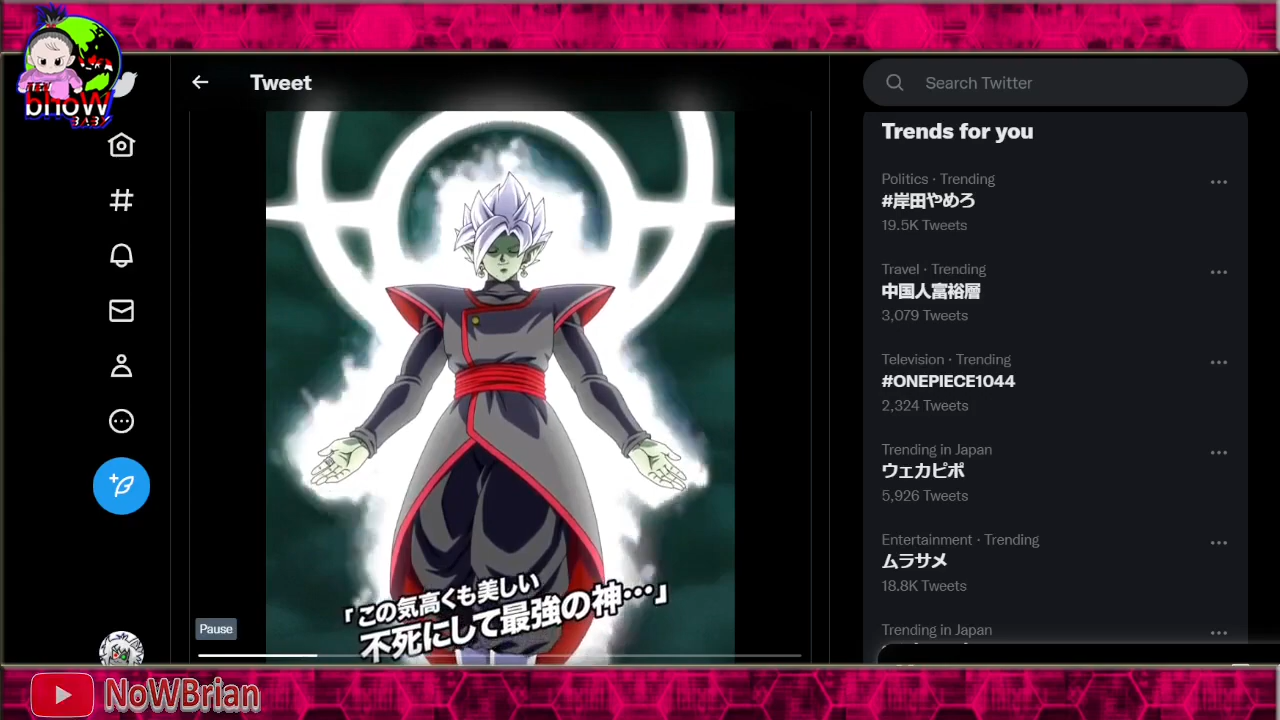 bhoW
BABY
Tweet
Search Twitter
Trends for you
Politics · Trending
#岸田やめろ
19.5K Tweets
Travel · Trending
中国人富裕層
3,079 Tweets
Television · Trending
#ONEPIECE1044
2,324 Tweets
Trending in Japan
ウェカピポ
5,926 Tweets
Entertainment · Trending
ムラサメ
18.8K Tweets
Trending in Japan
「この気高くも美しい
不死にして最強の神…」
Pause
NoWBrian